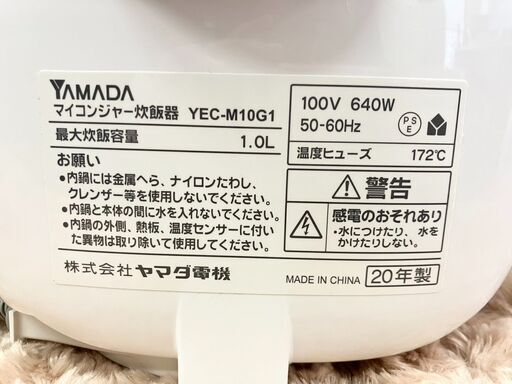 YAMADA
マイコンジャー炊飯器 YEC-M10G1
最大炊飯容量 1.0L
お願い
•内鍋には金属へら、ナイロンたわし、
クレンザー等を使用しないでください。
•内鍋と本体の間に水を入れないでください。
•内鍋の外側、熱板、温度センサーに付い
た異物は取り除いて使用してください。
株式会社 ヤマダ電機
100V 640W
50-60Hz
PSE
温度ヒューズ 172℃
警告
感電のおそれあり
•水につけたり、水を
かけたりしない。
MADE IN CHINA 20年製